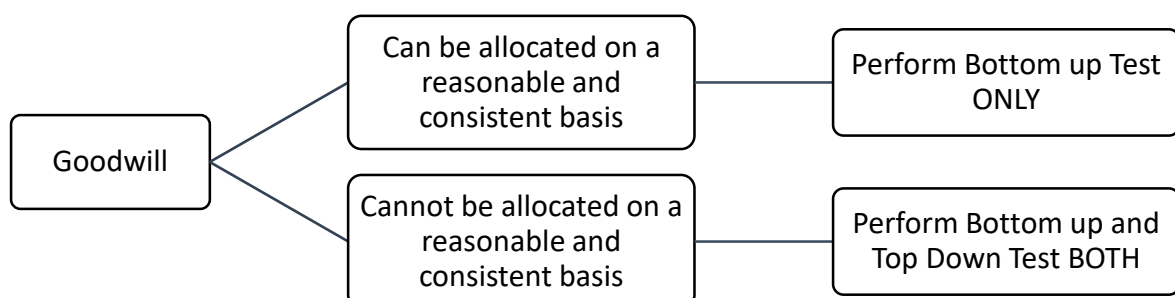 Goodwill
Can be allocated on a
reasonable and
consistent basis
Perform Bottom up Test
ONLY
Cannot be allocated on a
reasonable and
consistent basis
Perform Bottom up and
Top Down Test BOTH